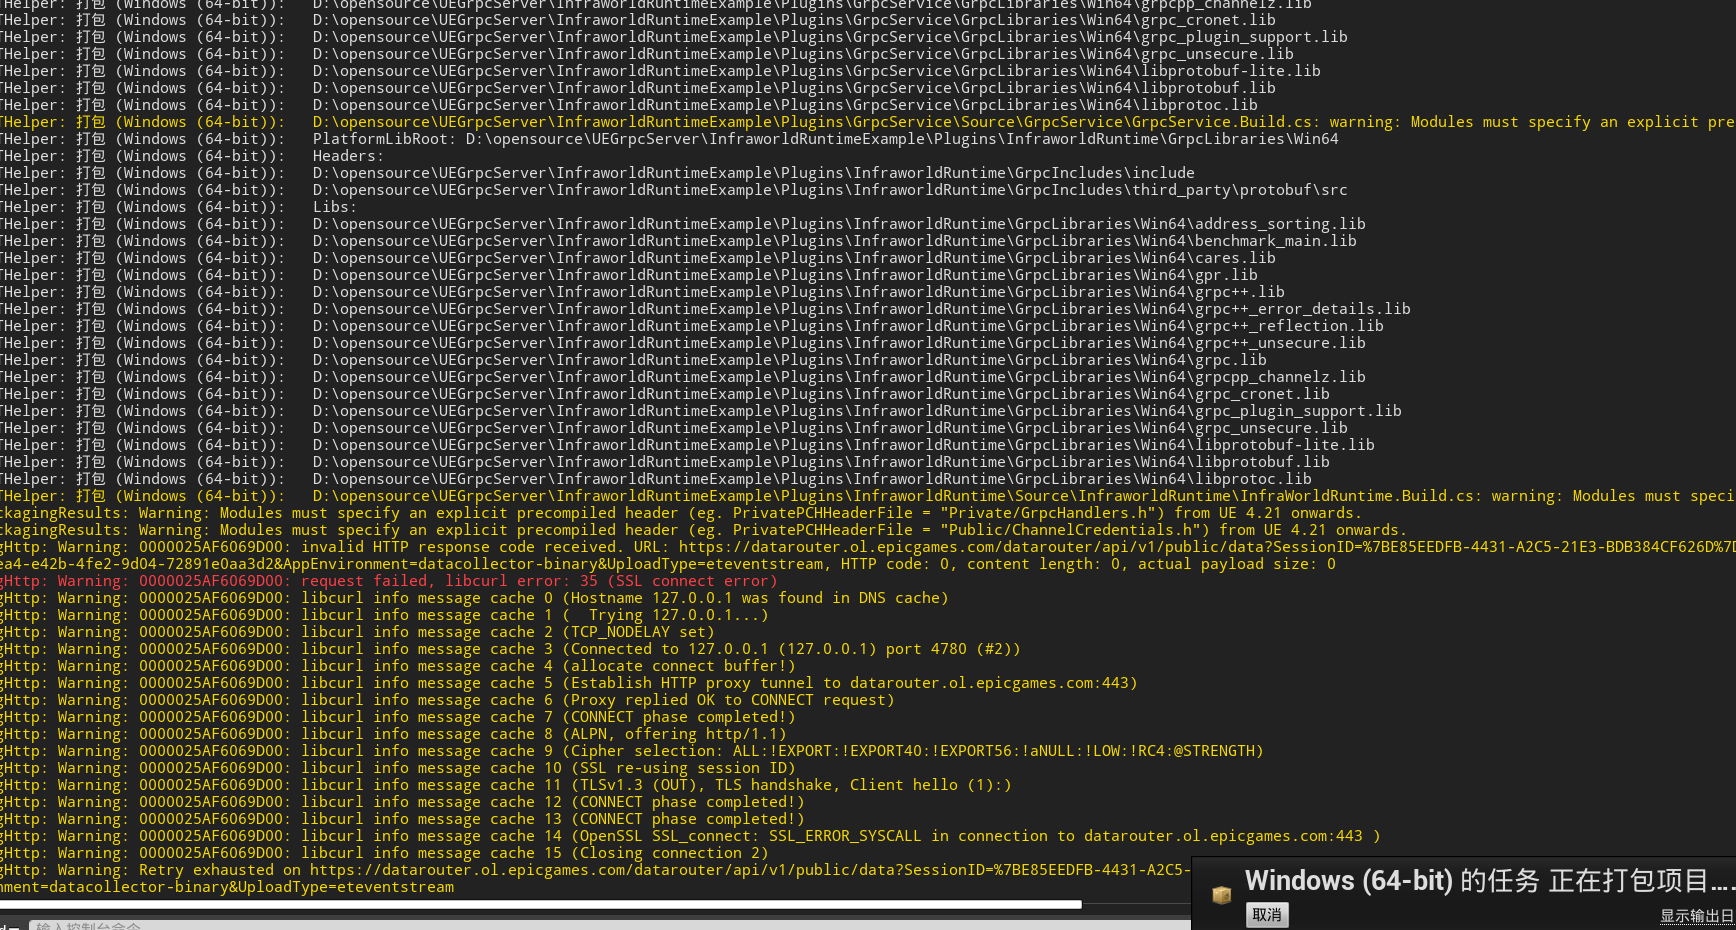 THelper: 打包 (Windows (64-bit)):   D:\opensource\UEGrpcServer\InfraworldRuntimeExample\Plugins\GrpcService\GrpcLibraries\Win64\grpcpp_channelz.lib
THelper: 打包 (Windows (64-bit)):   D:\opensource\UEGrpcServer\InfraworldRuntimeExample\Plugins\GrpcService\GrpcLibraries\Win64\grpc_cronet.lib
THelper: 打包 (Windows (64-bit)):   D:\opensource\UEGrpcServer\InfraworldRuntimeExample\Plugins\GrpcService\GrpcLibraries\Win64\grpc_plugin_support.lib
THelper: 打包 (Windows (64-bit)):   D:\opensource\UEGrpcServer\InfraworldRuntimeExample\Plugins\GrpcService\GrpcLibraries\Win64\grpc_unsecure.lib
THelper: 打包 (Windows (64-bit)):   D:\opensource\UEGrpcServer\InfraworldRuntimeExample\Plugins\GrpcService\GrpcLibraries\Win64\libprotobuf-lite.lib
THelper: 打包 (Windows (64-bit)):   D:\opensource\UEGrpcServer\InfraworldRuntimeExample\Plugins\GrpcService\GrpcLibraries\Win64\libprotobuf.lib
THelper: 打包 (Windows (64-bit)):   D:\opensource\UEGrpcServer\InfraworldRuntimeExample\Plugins\GrpcService\GrpcLibraries\Win64\libprotoc.lib
THelper: 打包 (Windows (64-bit)):   D:\opensource\UEGrpcServer\InfraworldRuntimeExample\Plugins\GrpcService\Source\GrpcService\GrpcService.Build.cs: warning: Modules must specify an explicit pre
THelper: 打包 (Windows (64-bit)):   PlatformLibRoot: D:\opensource\UEGrpcServer\InfraworldRuntimeExample\Plugins\InfraworldRuntime\GrpcLibraries\Win64
THelper: 打包 (Windows (64-bit)):   Headers:
THelper: 打包 (Windows (64-bit)):   D:\opensource\UEGrpcServer\InfraworldRuntimeExample\Plugins\InfraworldRuntime\GrpcIncludes\include
THelper: 打包 (Windows (64-bit)):   D:\opensource\UEGrpcServer\InfraworldRuntimeExample\Plugins\InfraworldRuntime\GrpcIncludes\third_party\protobuf\src
THelper: 打包 (Windows (64-bit)):   Libs:
THelper: 打包 (Windows (64-bit)):   D:\opensource\UEGrpcServer\InfraworldRuntimeExample\Plugins\InfraworldRuntime\GrpcLibraries\Win64\address_sorting.lib
THelper: 打包 (Windows (64-bit)):   D:\opensource\UEGrpcServer\InfraworldRuntimeExample\Plugins\InfraworldRuntime\GrpcLibraries\Win64\benchmark_main.lib
THelper: 打包 (Windows (64-bit)):   D:\opensource\UEGrpcServer\InfraworldRuntimeExample\Plugins\InfraworldRuntime\GrpcLibraries\Win64\cares.lib
THelper: 打包 (Windows (64-bit)):   D:\opensource\UEGrpcServer\InfraworldRuntimeExample\Plugins\InfraworldRuntime\GrpcLibraries\Win64\gpr.lib
THelper: 打包 (Windows (64-bit)):   D:\opensource\UEGrpcServer\InfraworldRuntimeExample\Plugins\InfraworldRuntime\GrpcLibraries\Win64\grpc++.lib
THelper: 打包 (Windows (64-bit)):   D:\opensource\UEGrpcServer\InfraworldRuntimeExample\Plugins\InfraworldRuntime\GrpcLibraries\Win64\grpc++_error_details.lib
THelper: 打包 (Windows (64-bit)):   D:\opensource\UEGrpcServer\InfraworldRuntimeExample\Plugins\InfraworldRuntime\GrpcLibraries\Win64\grpc++_reflection.lib
THelper: 打包 (Windows (64-bit)):   D:\opensource\UEGrpcServer\InfraworldRuntimeExample\Plugins\InfraworldRuntime\GrpcLibraries\Win64\grpc++_unsecure.lib
THelper: 打包 (Windows (64-bit)):   D:\opensource\UEGrpcServer\InfraworldRuntimeExample\Plugins\InfraworldRuntime\GrpcLibraries\Win64\grpc.lib
THelper: 打包 (Windows (64-bit)):   D:\opensource\UEGrpcServer\InfraworldRuntimeExample\Plugins\InfraworldRuntime\GrpcLibraries\Win64\grpcpp_channelz.lib
THelper: 打包 (Windows (64-bit)):   D:\opensource\UEGrpcServer\InfraworldRuntimeExample\Plugins\InfraworldRuntime\GrpcLibraries\Win64\grpc_cronet.lib
THelper: 打包 (Windows (64-bit)):   D:\opensource\UEGrpcServer\InfraworldRuntimeExample\Plugins\InfraworldRuntime\GrpcLibraries\Win64\grpc_plugin_support.lib
THelper: 打包 (Windows (64-bit)):   D:\opensource\UEGrpcServer\InfraworldRuntimeExample\Plugins\InfraworldRuntime\GrpcLibraries\Win64\grpc_unsecure.lib
THelper: 打包 (Windows (64-bit)):   D:\opensource\UEGrpcServer\InfraworldRuntimeExample\Plugins\InfraworldRuntime\GrpcLibraries\Win64\libprotobuf-lite.lib
THelper: 打包 (Windows (64-bit)):   D:\opensource\UEGrpcServer\InfraworldRuntimeExample\Plugins\InfraworldRuntime\GrpcLibraries\Win64\libprotobuf.lib
THelper: 打包 (Windows (64-bit)):   D:\opensource\UEGrpcServer\InfraworldRuntimeExample\Plugins\InfraworldRuntime\GrpcLibraries\Win64\libprotoc.lib
THelper: 打包 (Windows (64-bit)):   D:\opensource\UEGrpcServer\InfraworldRuntimeExample\Plugins\InfraworldRuntime\Source\InfraworldRuntime\InfraWorldRuntime.Build.cs: warning: Modules must speci
ckagingResults: Warning: Modules must specify an explicit precompiled header (eg. PrivatePCHHeaderFile = "Private/GrpcHandlers.h") from UE 4.21 onwards.
ckagingResults: Warning: Modules must specify an explicit precompiled header (eg. PrivatePCHHeaderFile = "Public/ChannelCredentials.h") from UE 4.21 onwards.
gHttp: Warning: 0000025AF6069D00: invalid HTTP response code received. URL: https://datarouter.ol.epicgames.com/datarouter/api/v1/public/data?SessionID=%7BE85EEDFB-4431-A2C5-21E3-BDB384CF626D%7D
ea4-e42b-4fe2-9d04-72891e0aa3d2&AppEnvironment=datacollector-binary&UploadType=eteventstream, HTTP code: 0, content length: 0, actual payload size: 0
gHttp: Warning: 0000025AF6069D00: request failed, libcurl error: 35 (SSL connect error)
gHttp: Warning: 0000025AF6069D00: libcurl info message cache 0 (Hostname 127.0.0.1 was found in DNS cache)
gHttp: Warning: 0000025AF6069D00: libcurl info message cache 1 (  Trying 127.0.0.1...)
gHttp: Warning: 0000025AF6069D00: libcurl info message cache 2 (TCP_NODELAY set)
gHttp: Warning: 0000025AF6069D00: libcurl info message cache 3 (Connected to 127.0.0.1 (127.0.0.1) port 4780 (#2))
gHttp: Warning: 0000025AF6069D00: libcurl info message cache 4 (allocate connect buffer!)
gHttp: Warning: 0000025AF6069D00: libcurl info message cache 5 (Establish HTTP proxy tunnel to datarouter.ol.epicgames.com:443)
gHttp: Warning: 0000025AF6069D00: libcurl info message cache 6 (Proxy replied OK to CONNECT request)
gHttp: Warning: 0000025AF6069D00: libcurl info message cache 7 (CONNECT phase completed!)
gHttp: Warning: 0000025AF6069D00: libcurl info message cache 8 (ALPN, offering http/1.1)
gHttp: Warning: 0000025AF6069D00: libcurl info message cache 9 (Cipher selection: ALL:!EXPORT:!EXPORT40:!EXPORT56:!aNULL:!LOW:!RC4:@STRENGTH)
gHttp: Warning: 0000025AF6069D00: libcurl info message cache 10 (SSL re-using session ID)
gHttp: Warning: 0000025AF6069D00: libcurl info message cache 11 (TLSv1.3 (OUT), TLS handshake, Client hello (1):)
gHttp: Warning: 0000025AF6069D00: libcurl info message cache 12 (CONNECT phase completed!)
gHttp: Warning: 0000025AF6069D00: libcurl info message cache 13 (CONNECT phase completed!)
gHttp: Warning: 0000025AF6069D00: libcurl info message cache 14 (OpenSSL SSL_connect: SSL_ERROR_SYSCALL in connection to datarouter.ol.epicgames.com:443 )
gHttp: Warning: 0000025AF6069D00: libcurl info message cache 15 (Closing connection 2)
gHttp: Warning: Retry exhausted on https://datarouter.ol.epicgames.com/datarouter/api/v1/public/data?SessionID=%7BE85EEDFB-4431-A2C5-
nment=datacollector-binary&UploadType=eteventstream
Windows (64-bit) 的任务 正在打包项目...
取消
显示输出日
输入控制台命令